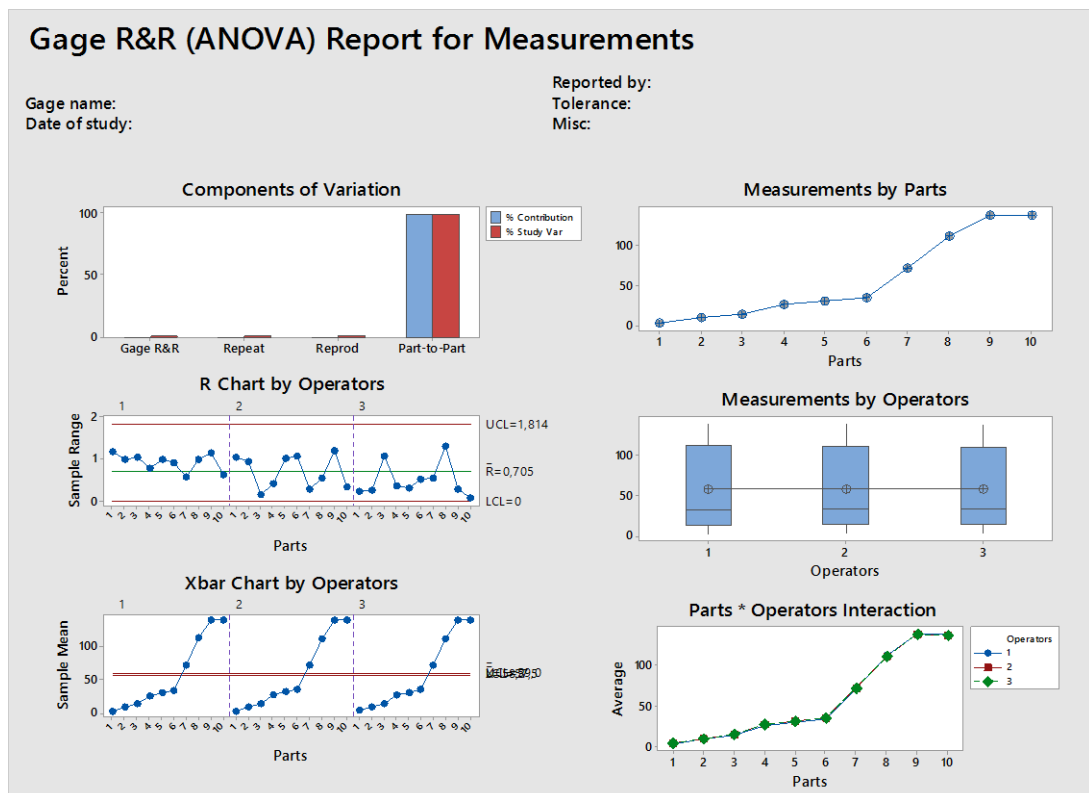 Gage R&R (ANOVA) Report for Measurements
Reported by:
Gage name:
Tolerance:
Date of study:
Misc:
Components of Variation
100
50
0
Percent
Gage R&R Repeat Reprod Part-to-Part
% Contribution
% Study Var
R Chart by Operators
1 2 3
2
1
0
Sample Range
UCL=1,814
R=0,705
LCL=0
1 2 3 4 5 6 7 8 9 10 1 2 3 4 5 6 7 8 9 10 1 2 3 4 5 6 7 8 9 10
Parts
Xbar Chart by Operators
1 2 3
100
50
0
Sample Mean
1 2 3 4 5 6 7 8 9 10 1 2 3 4 5 6 7 8 9 10 1 2 3 4 5 6 7 8 9 10
Parts
Measurements by Parts
100
50
0
1 2 3 4 5 6 7 8 9 10
Parts
Measurements by Operators
100
50
0
1 2 3
Operators
Parts * Operators Interaction
100
50
0
Average
1 2 3 4 5 6 7 8 9 10
Parts
Operators
1
2
3